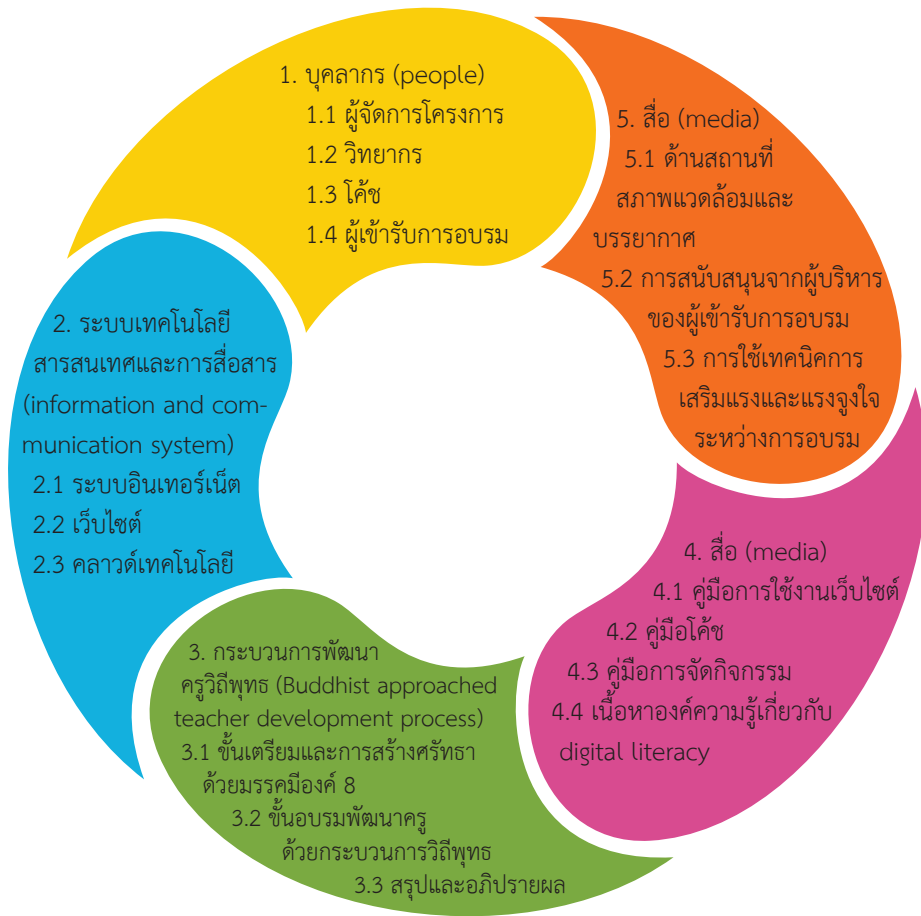 1. บุคลากร (people)
1.1 ผู้จัดการโครงการ
1.2 วิทยากร
1.3 โค้ช
1.4 ผู้เข้ารับการอบรม
2. ระบบเทคโนโลยี
สารสนเทศและการสื่อสาร
(information and com-
munication system)
2.1 ระบบอินเทอร์เน็ต
2.2 เว็บไซต์
2.3 คลาวด์เทคโนโลยี
3. กระบวนการพัฒนา
ครูวิถีพุทธ (Buddhist approached
teacher development process)
3.1 ขั้นเตรียมและการสร้างศรัทธา
ด้วยมรรคมีองค์ 8
3.2 ขั้นอบรมพัฒนาครู
ด้วยกระบวนการวิถีพุทธ
3.3 สรุปและอภิปรายผล
4. สื่อ (media)
4.1 คู่มือการใช้งานเว็บไซต์
4.2 คู่มือโค้ช
4.3 คู่มือการจัดกิจกรรม
4.4 เนื้อหาองค์ความรู้เกี่ยวกับ
digital literacy
5. สื่อ (media)
5.1 ด้านสถานที่
สภาพแวดล้อมและ
บรรยากาศ
5.2 การสนับสนุนจากผู้บริหาร
ของผู้เข้ารับการอบรม
5.3 การใช้เทคนิคการ
เสริมแรงและแรงจูงใจ
ระหว่างการอบรม